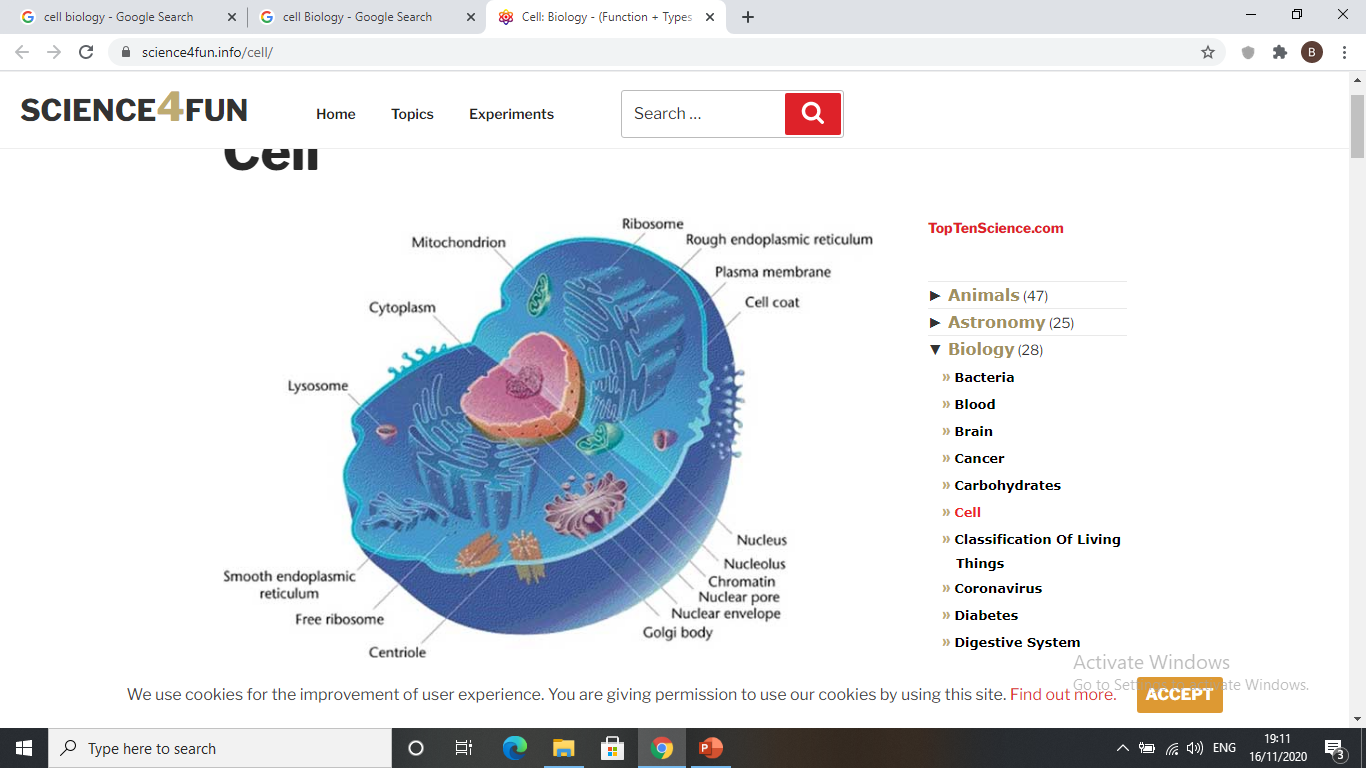 cell biology - Google Search
cell Biology - Google Search
Cell: Biology - (Function + Types
science4fun.info/cell/
B
SCIENCE4FUN
Home
Topics
Experiments
Search …
Cell
Ribosome
Mitochondrion
Rough endoplasmic reticulum
Plasma membrane
Cell coat
Cytoplasm
Lysosome
Nucleus
Nucleolus
Chromatin
Nuclear pore
Nuclear envelope
Golgi body
Smooth endoplasmic
reticulum
Free ribosome
Centriole
TopTenScience.com
► Animals (47)
► Astronomy (25)
▼ Biology (28)
» Bacteria
» Blood
» Brain
» Cancer
» Carbohydrates
» Cell
» Classification Of Living
Things
» Coronavirus
» Diabetes
» Digestive System
Activate Windows
Go to Set ate Windows.
We use cookies for the improvement of user experience. You are giving permission to use our cookies by using this site. Find out more.
ACCEPT
Type here to search
P
ENG
19:11
16/11/2020
3